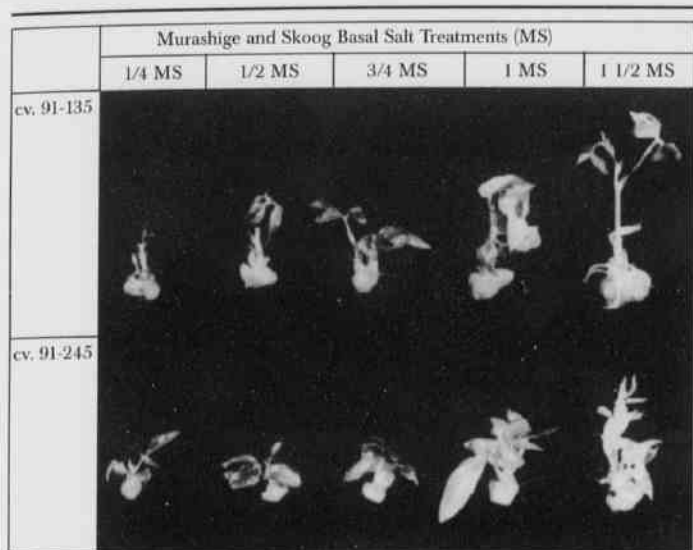 Murashige and Skoog Basal Salt Treatments (MS)
1/4 MS 1/2 MS 3/4 MS 1 MS 1 1/2 MS
cv. 91-135
cv. 91-245